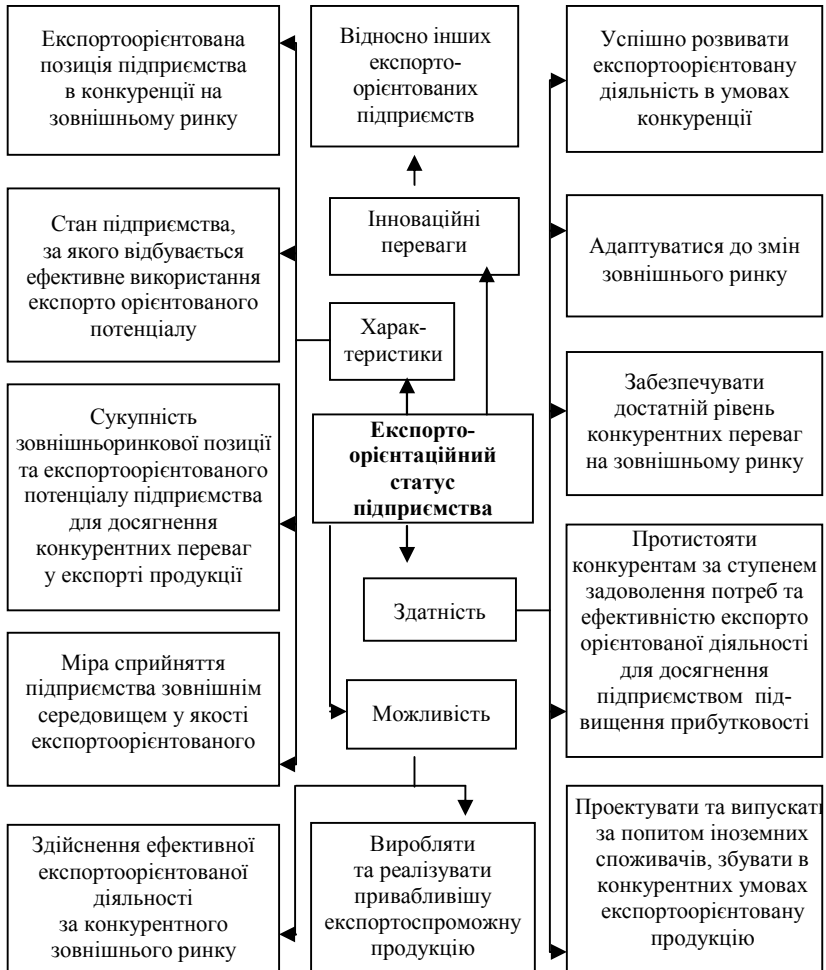 Експортоорієнтована
позиція підприємства
в конкуренції на
зовнішньому ринку
Відносно інших
експорто-
орієнтованих
підприємств
Успішно розвивати
експортоорієнтовану
діяльність в умовах
конкуренції
Стан підприємства,
за якого відбувається
ефективне використання
експорто орієнтованого
потенціалу
Інноваційні
переваги
Адаптуватися до змін
зовнішнього ринку
Харак-
теристики
Сукупність
зовнішньоринкової позиції
та експортоорієнтованого
потенціалу підприємства
для досягнення
конкурентних переваг
у експорті продукції
Експорто-
орієнтаційний
статус
підприємства
Забезпечувати
достатній рівень
конкурентних переваг
на зовнішньому ринку
Здатність
Протистояти
конкурентам за ступенем
задоволення потреб та
ефективністю експорто
орієнтованої діяльності
для досягнення
підприємством під-
вищення прибутковості
Міра сприйняття
підприємства зовнішнім
середовищем у якості
експортоорієнтованого
Можливість
Здійснення ефективної
експортоорієнтованої
діяльності
за конкурентного
зовнішнього ринку
Виробляти
та реалізувати
привабливішу
експортоспроможну
продукцію
Проектувати та випускати
за попитом іноземних
споживачів, збувати в
конкурентних умовах
експортоорієнтовану
продукцію